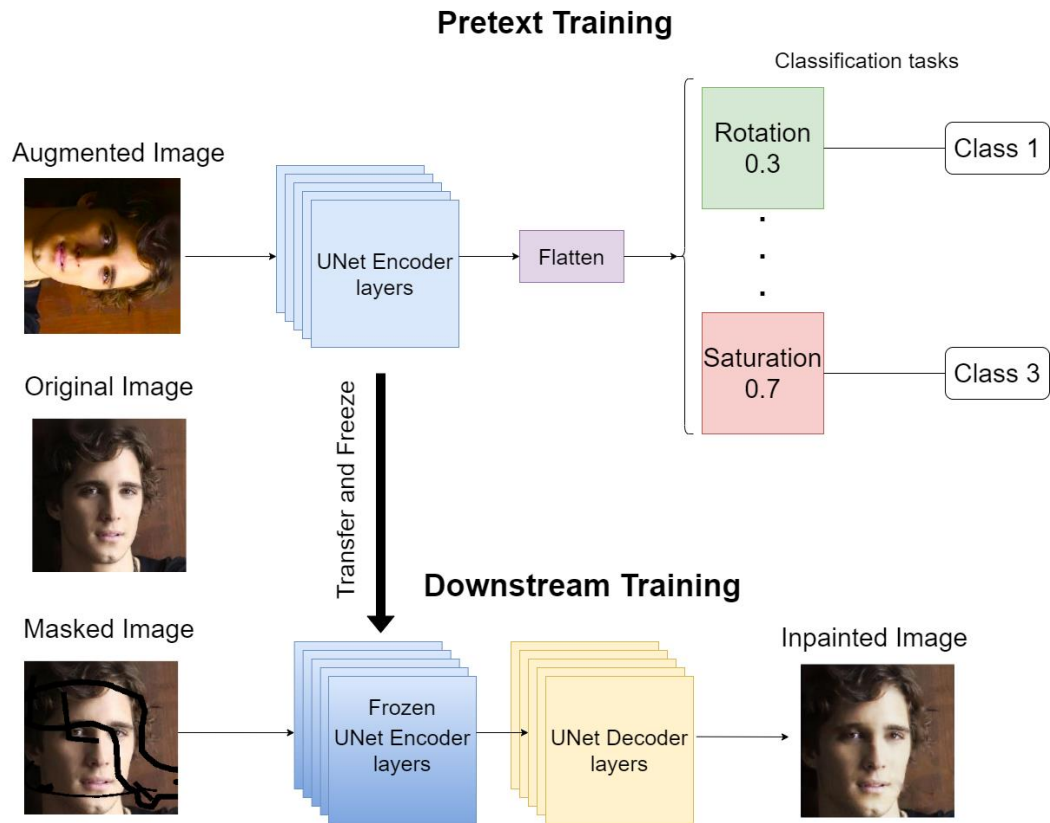 Pretext Training
Classification tasks
Augmented Image
Rotation
0.3
Class 1
UNet Encoder
layers
Flatten
Saturation
0.7
Class 3
Original Image
Transfer and Freeze
Downstream Training
Masked Image
Inpainted Image
Frozen
UNet Encoder
layers
UNet Decoder
layers